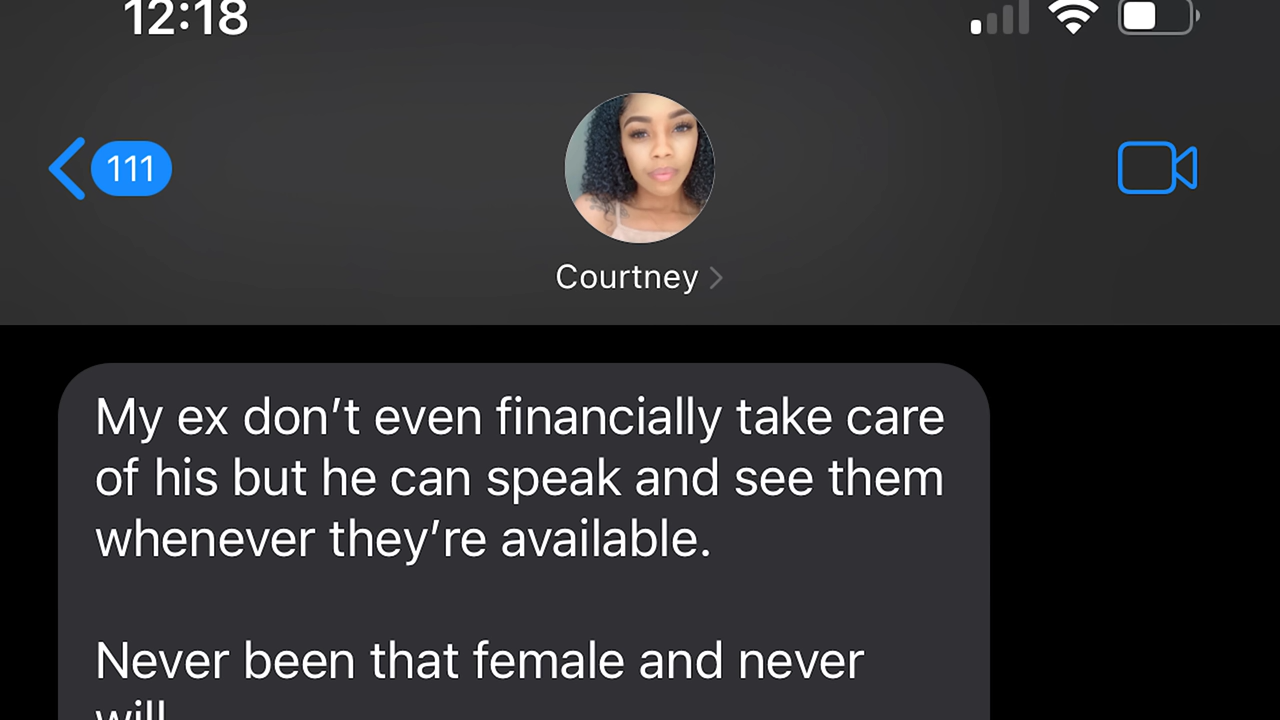 12:18
111
Courtney
My ex don’t even financially take care
of his but he can speak and see them
whenever they’re available.
Never been that female and never
will